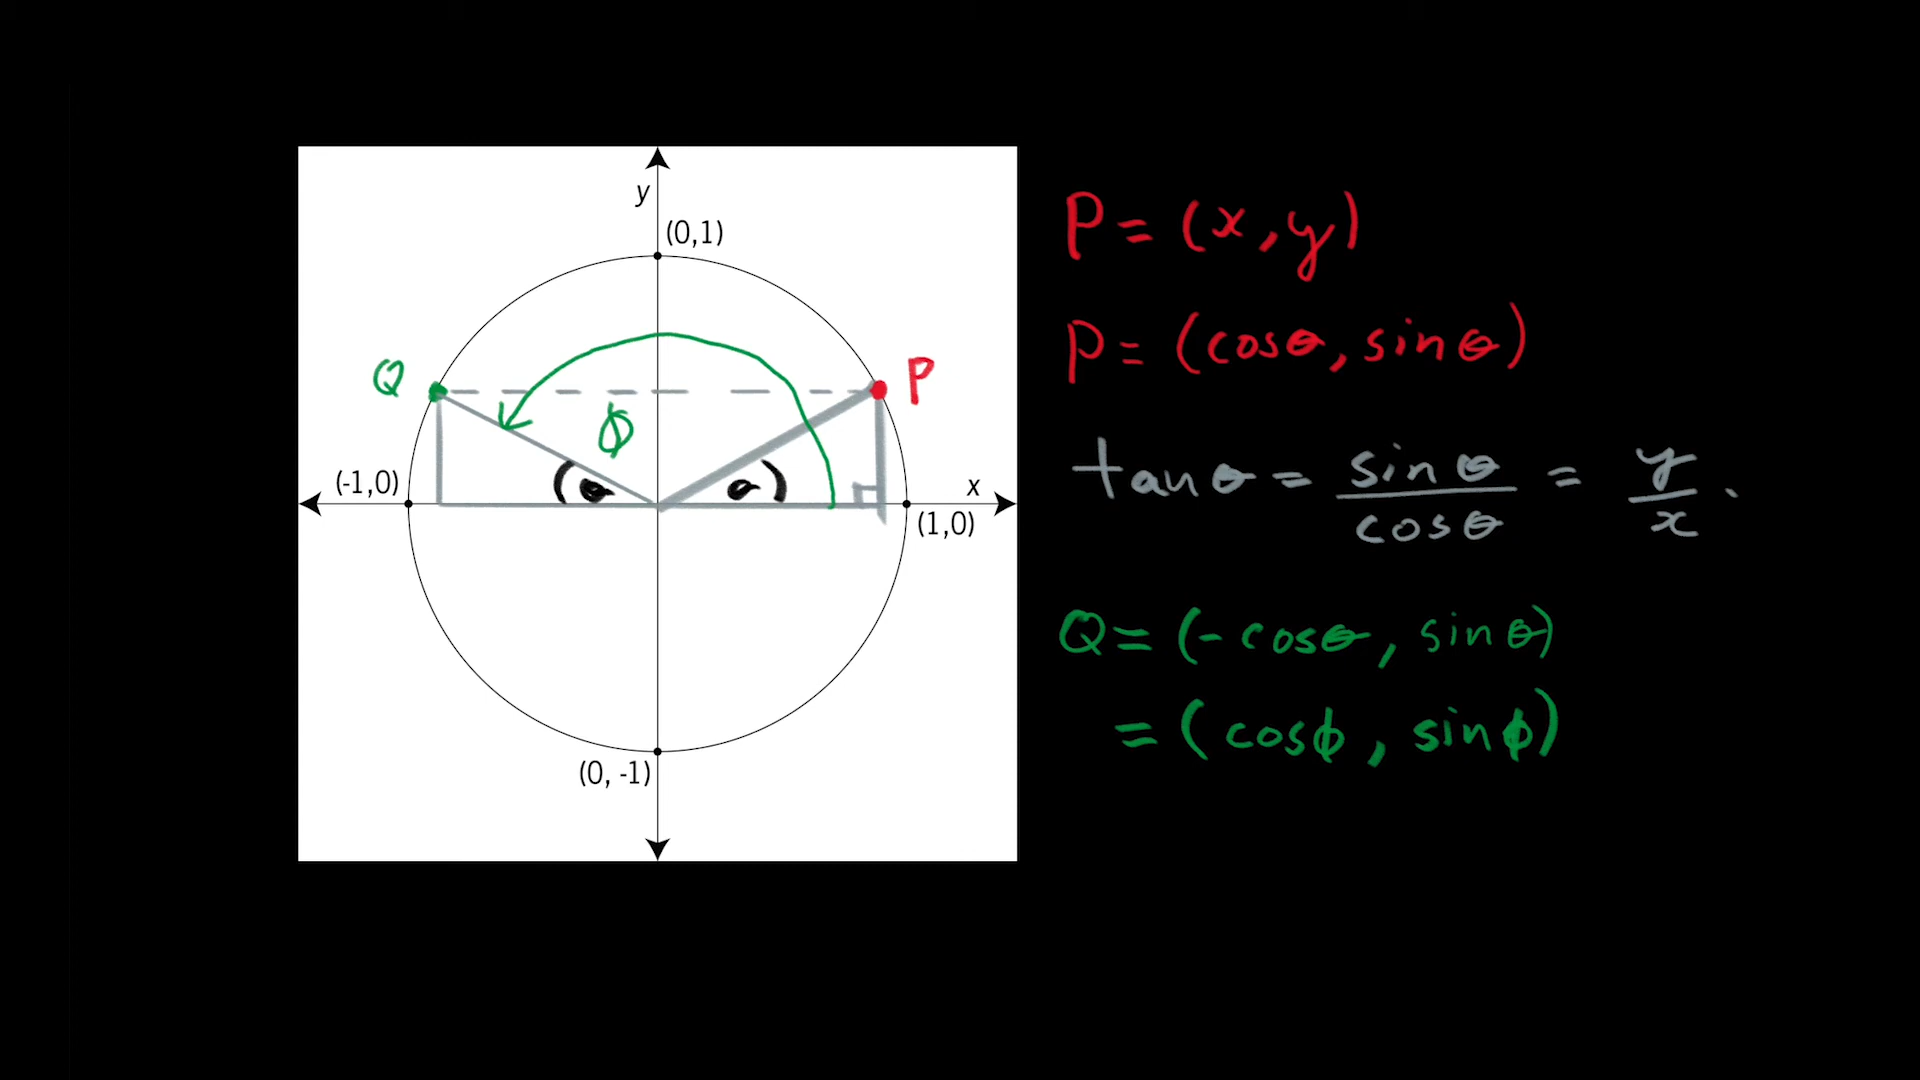 y
(0,1)
Q
P
ϕ
(-1,0)
θ
θ
x
(1,0)
(0, -1)
P = (x, y)
P = (cosθ, sinθ)
tanθ = sinθ/cosθ = y/x.
Q = (-cosθ, sinθ)
= (cosϕ, sinϕ)